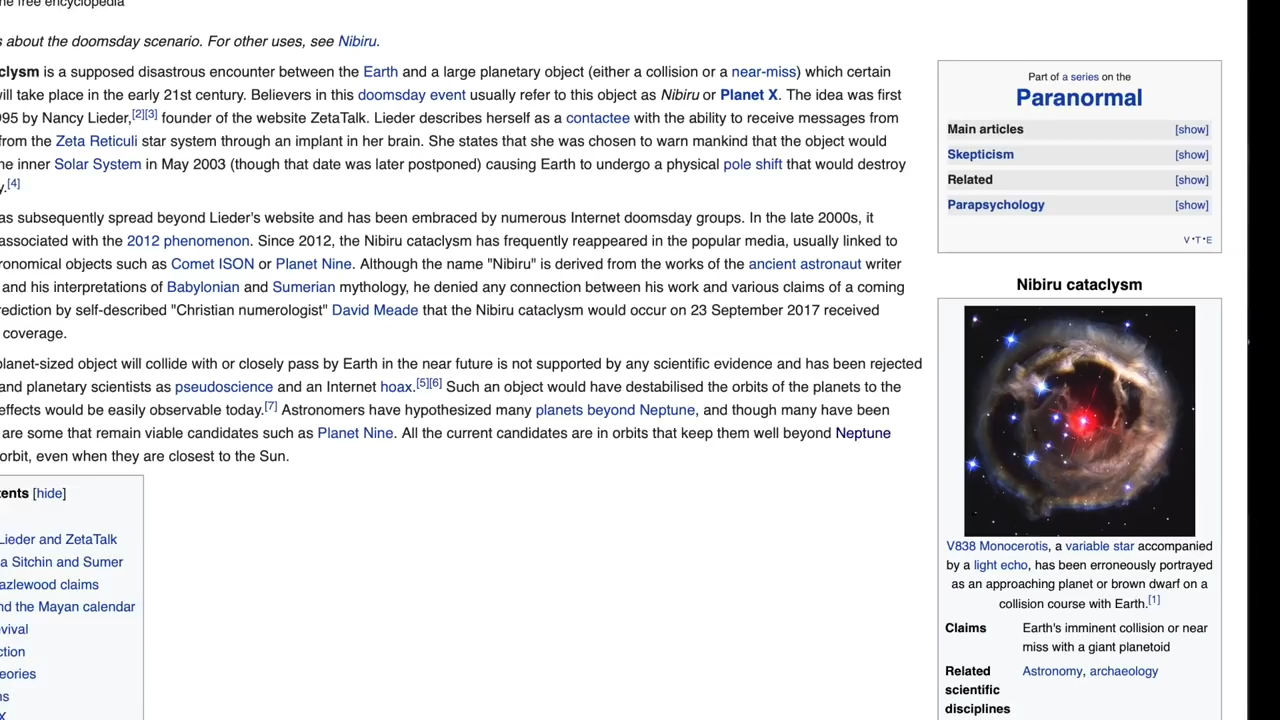 ne free encyclopedia
s about the doomsday scenario. For other uses, see Nibiru.
clysm is a supposed disastrous encounter between the Earth and a large planetary object (either a collision or a near-miss) which certain
ill take place in the early 21st century. Believers in this doomsday event usually refer to this object as Nibiru or Planet X. The idea was first
95 by Nancy Lieder,[2][3] founder of the website ZetaTalk. Lieder describes herself as a contactee with the ability to receive messages from
from the Zeta Reticuli star system through an implant in her brain. She states that she was chosen to warn mankind that the object would
ne inner Solar System in May 2003 (though that date was later postponed) causing Earth to undergo a physical pole shift that would destroy
y.[4]
as subsequently spread beyond Lieder's website and has been embraced by numerous Internet doomsday groups. In the late 2000s, it
associated with the 2012 phenomenon. Since 2012, the Nibiru cataclysm has frequently reappeared in the popular media, usually linked to
ronomical objects such as Comet ISON or Planet Nine. Although the name "Nibiru" is derived from the works of the ancient astronaut writer
and his interpretations of Babylonian and Sumerian mythology, he denied any connection between his work and various claims of a coming
rediction by self-described "Christian numerologist" David Meade that the Nibiru cataclysm would occur on 23 September 2017 received
coverage.
planet-sized object will collide with or closely pass by Earth in the near future is not supported by any scientific evidence and has been rejected
and planetary scientists as pseudoscience and an Internet hoax.[5][6] Such an object would have destabilised the orbits of the planets to the
effects would be easily observable today.[7] Astronomers have hypothesized many planets beyond Neptune, and though many have been
are some that remain viable candidates such as Planet Nine. All the current candidates are in orbits that keep them well beyond Neptune
orbit, even when they are closest to the Sun.
tents [hide]
Lieder and ZetaTalk
a Sitchin and Sumer
azlewood claims
nd the Mayan calendar
evival
ction
eories
ns
X
Part of a series on the
Paranormal
Main articles [show]
Skepticism [show]
Related [show]
Parapsychology [show]
V•T•E
Nibiru cataclysm
V838 Monocerotis, a variable star accompanied
by a light echo, has been erroneously portrayed
as an approaching planet or brown dwarf on a
collision course with Earth.[1]
Claims Earth's imminent collision or near
miss with a giant planetoid
Related Astronomy, archaeology
scientific
disciplines